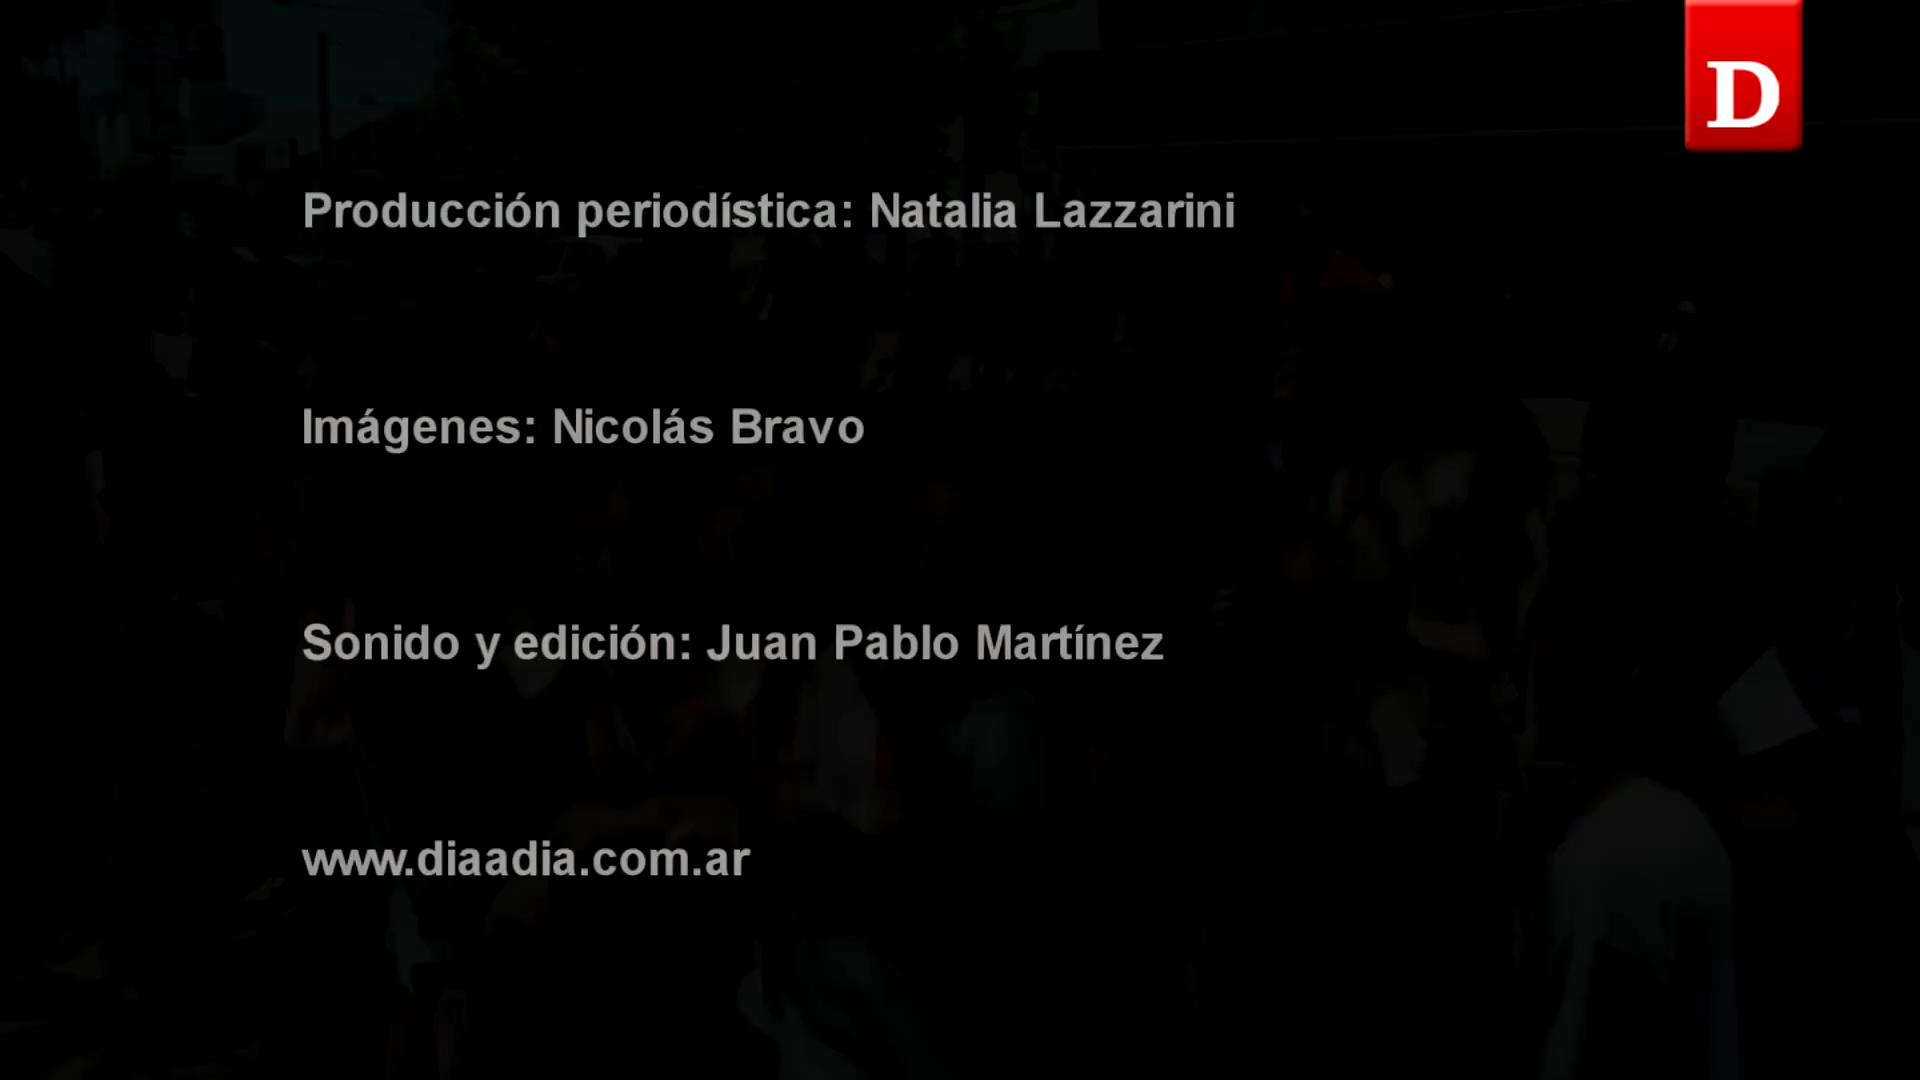 D
Producción periodística: Natalia Lazzarini
Imágenes: Nicolás Bravo
Sonido y edición: Juan Pablo Martínez
www.diaadia.com.ar